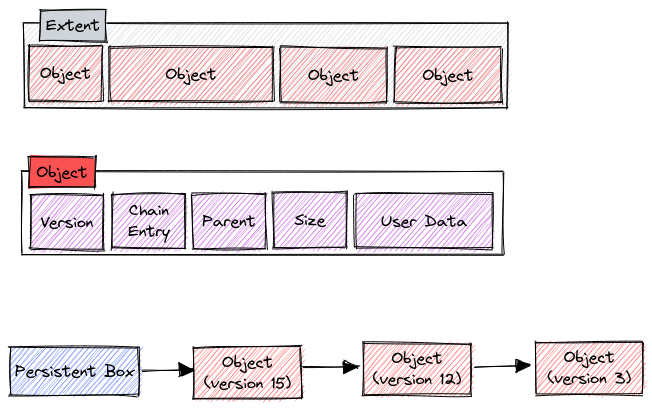 Extent
Object
Object
Object
Object
Object
Version
Chain
Entry
Parent
Size
User Data
Persistent Box
Object
(version 15)
Object
(version 12)
Object
(version 3)